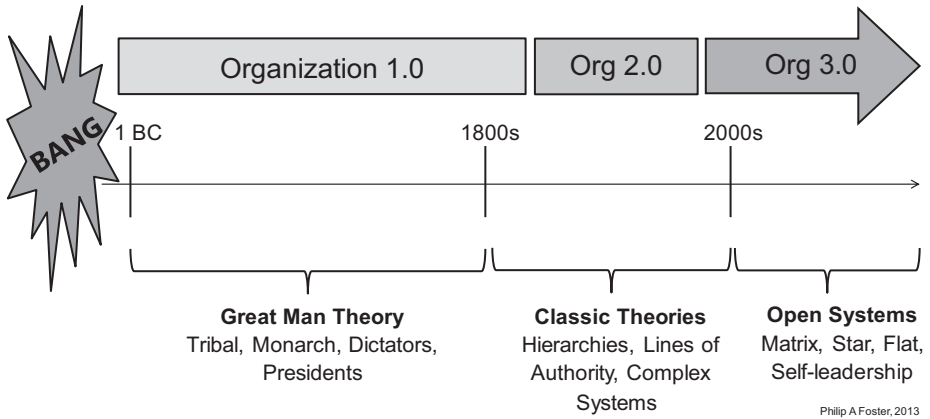 Organization 1.0
Org 2.0
Org 3.0
BANG
1 BC
1800s
2000s
Great Man Theory
Tribal, Monarch, Dictators,
Presidents
Classic Theories
Hierarchies, Lines of
Authority, Complex
Systems
Open Systems
Matrix, Star, Flat,
Self-leadership
Philip A Foster, 2013